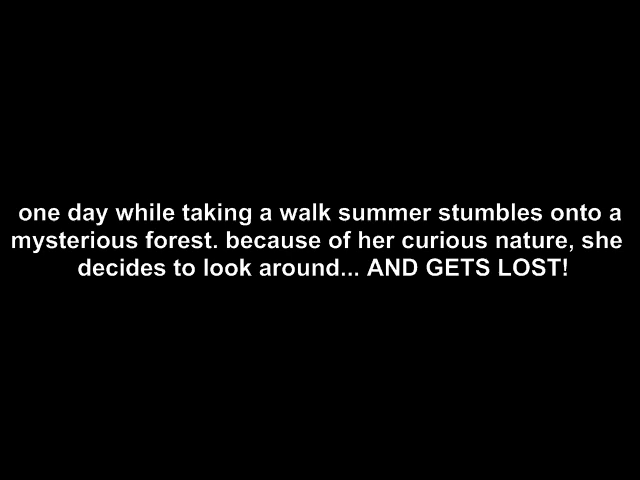 one day while taking a walk summer stumbles onto a
mysterious forest. because of her curious nature, she
decides to look around... AND GETS LOST!